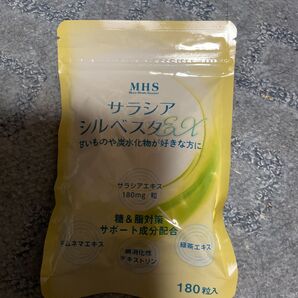 MHS
サラシア
シルベスタEX
甘いものや炭水化物が好きな方に
サラシアエキス
180mg/粒
糖&脂対策
サポート成分配合
ギムネマエキス
難消化性
デキストリン
緑茶エキス
180粒入